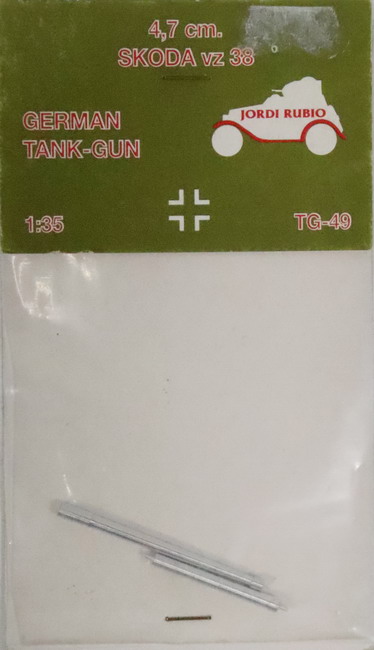 4,7 cm.
SKODA vz 38
GERMAN
TANK-GUN
JORDI RUBIO
1:35
TG-49